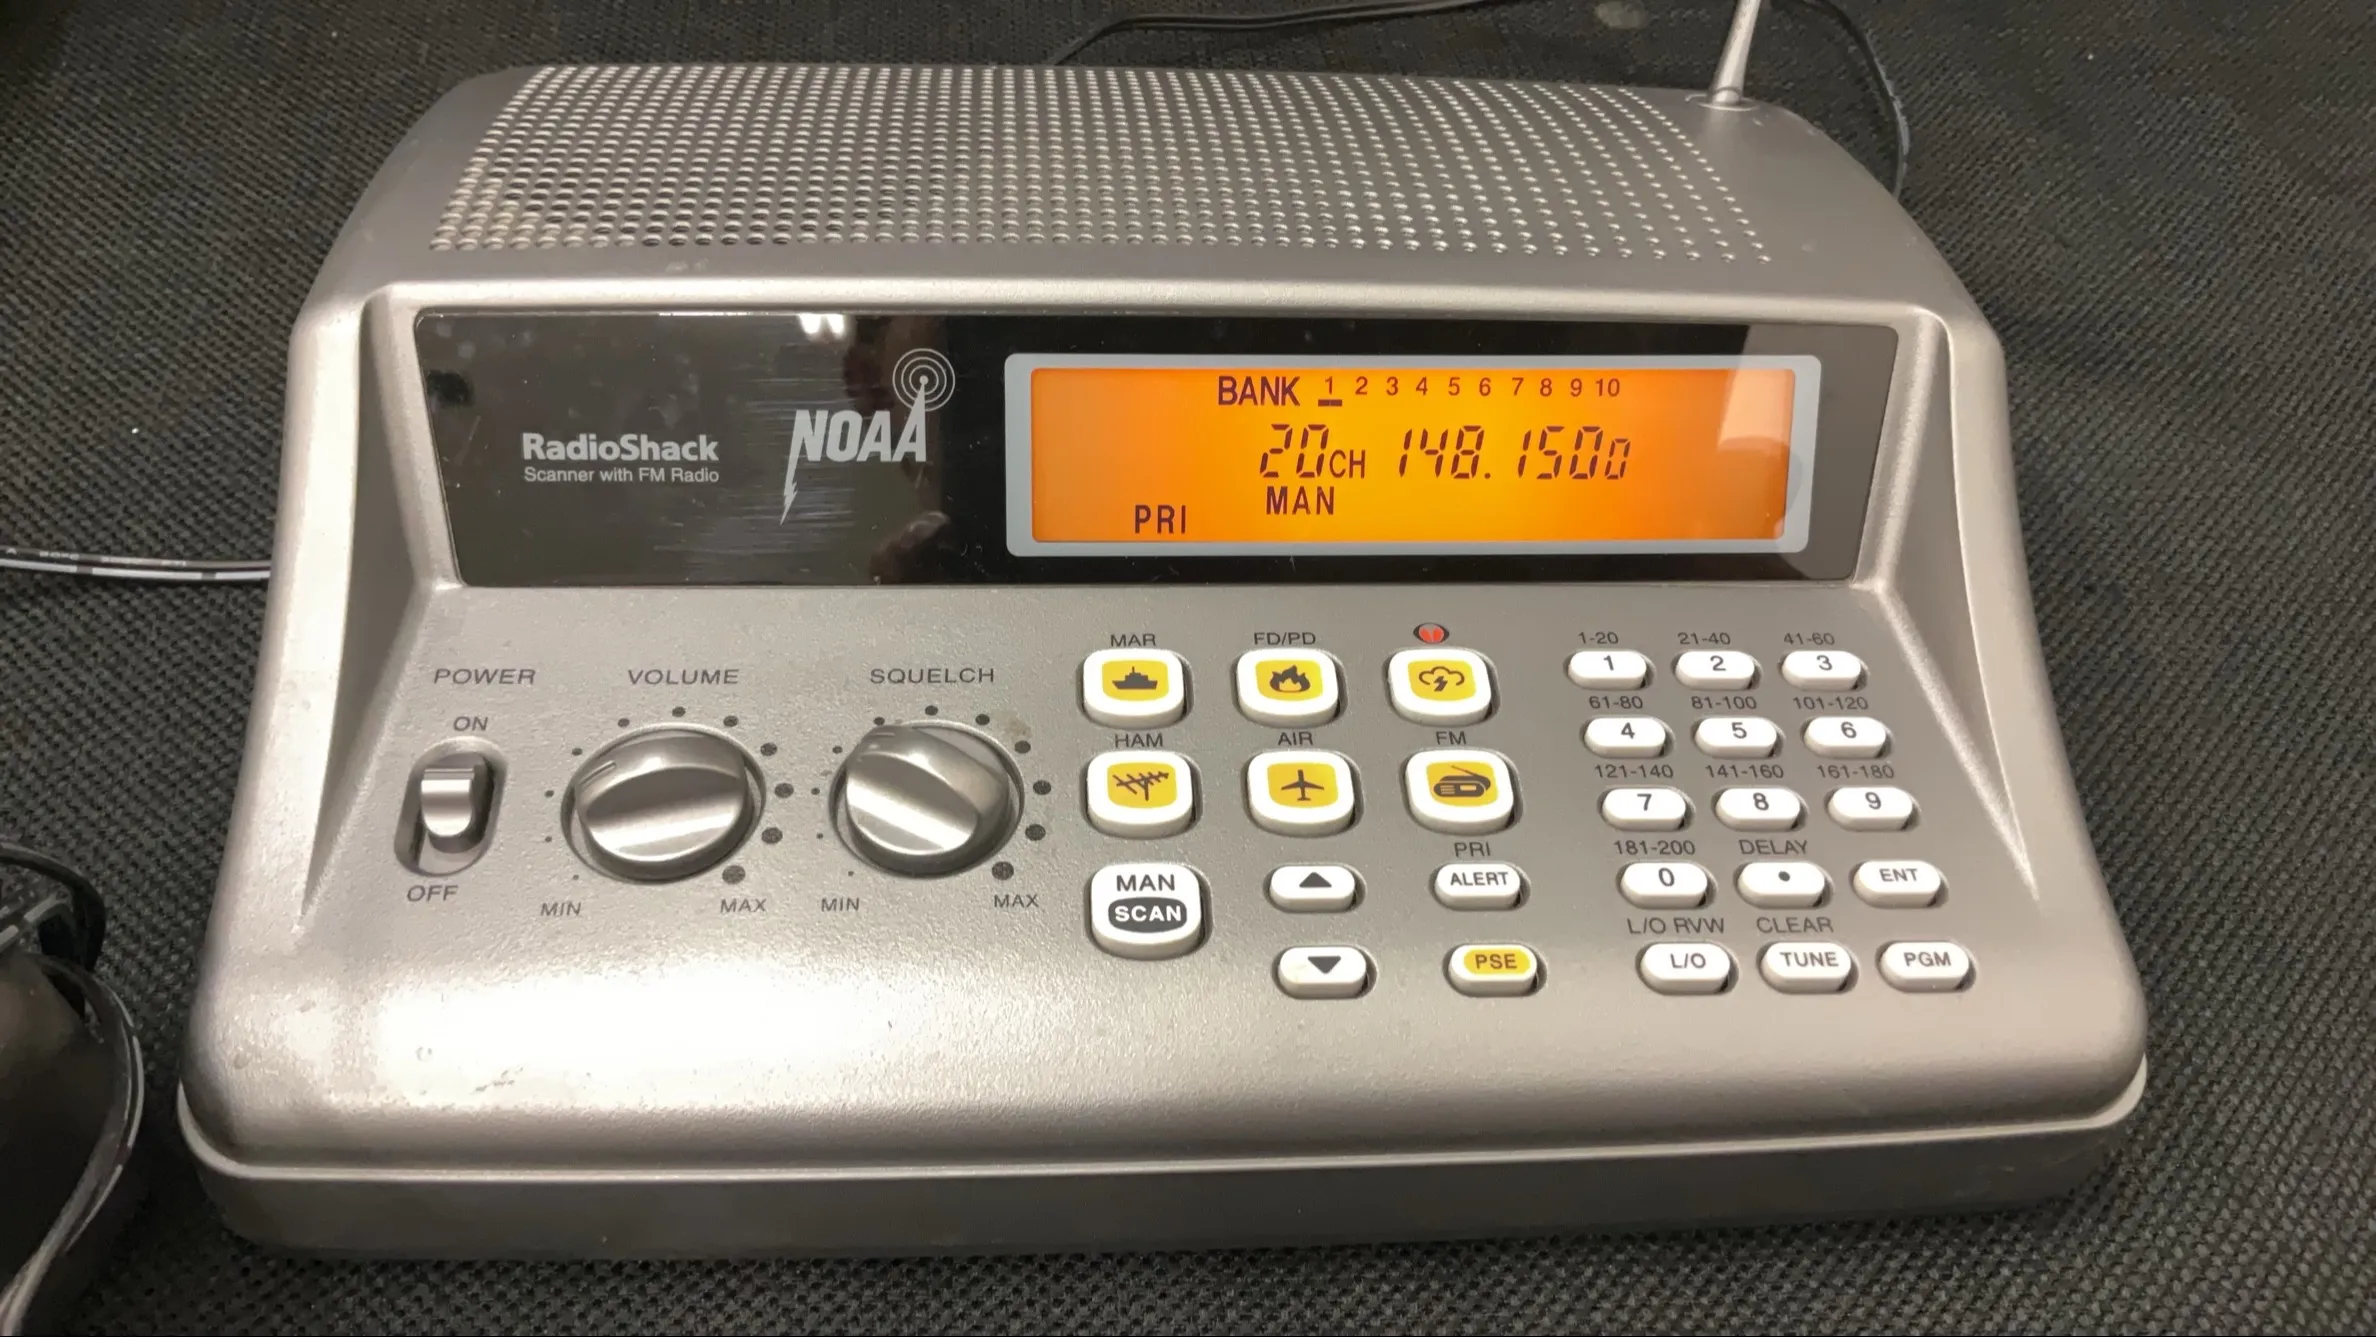 RadioShack
Scanner with FM Radio
NOAA
BANK 1 2 3 4 5 6 7 8 9 10
20CH 148.1500
MAN
PRI
POWER
ON
OFF
VOLUME
MIN
MAX
SQUELCH
MIN
MAX
MAR
FD/PD
HAM
AIR
FM
MAN
SCAN
PRI
ALERT
PSE
1-20
21-40
41-60
1
2
3
61-80
81-100
101-120
4
5
6
121-140
141-160
161-180
7
8
9
181-200
DELAY
0
•
ENT
L/O RVW
CLEAR
L/O
TUNE
PGM